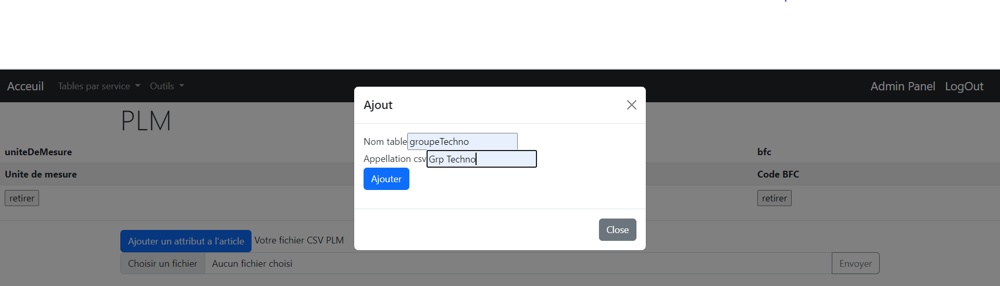 Acceuil Tables par service Outils Admin Panel LogOut
PLM
Ajout
uniteDeMesure bfc
Unite de mesure Code BFC
retirer retirer
Nom table groupeTechno
Appellation csv Grp Techno
Ajouter
Close
Ajouter un attribut a l'article Votre fichier CSV PLM
Choisir un fichier Aucun fichier choisi Envoyer